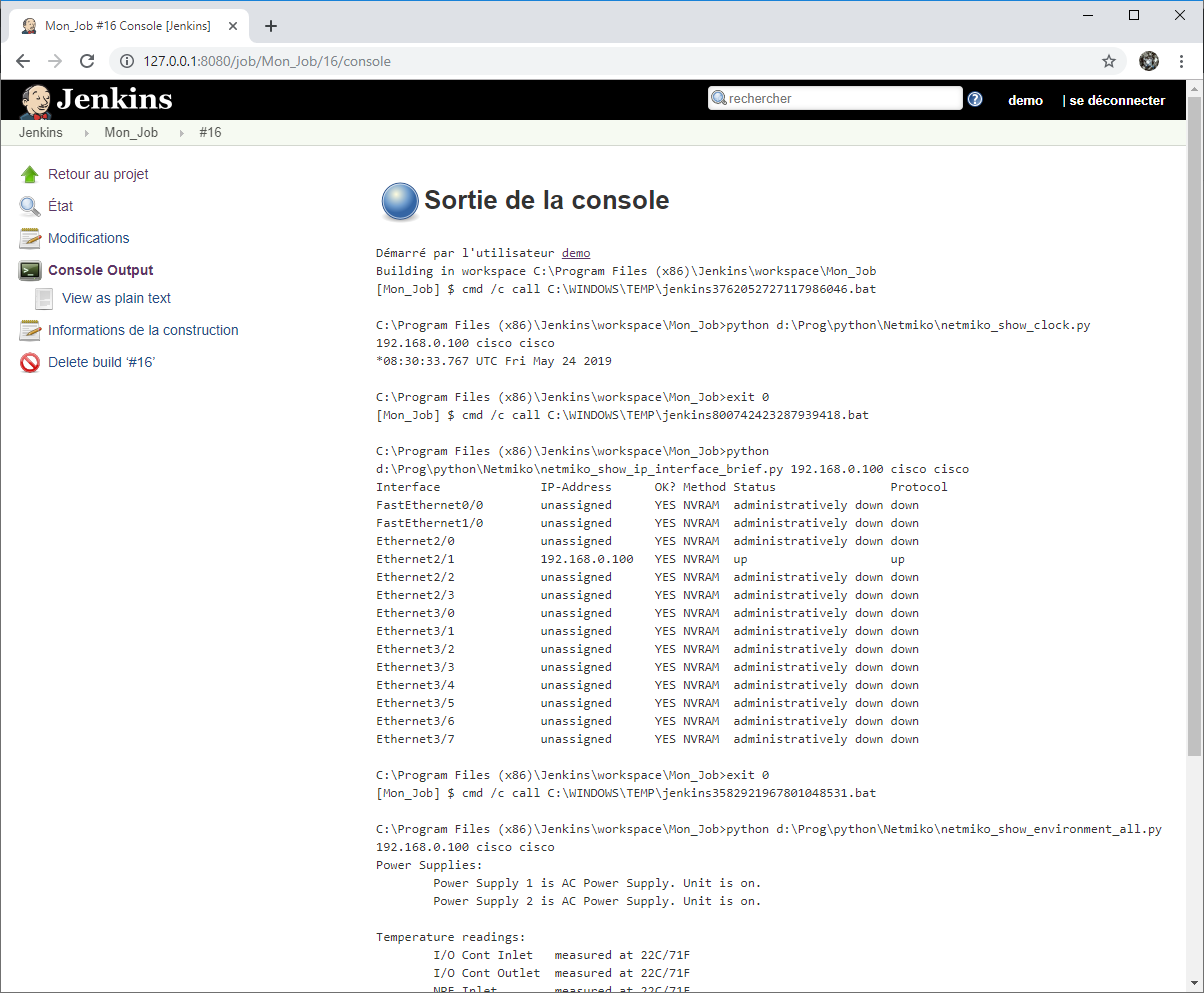 Mon_Job #16 Console [Jenkins]
127.0.0.1:8080/job/Mon_Job/16/console
Jenkins
rechercher
demo
| se déconnecter
Jenkins
Mon_Job
#16
Retour au projet
État
Modifications
Console Output
View as plain text
Informations de la construction
Delete build '#16'
Sortie de la console
Démarré par l'utilisateur demo
Building in workspace C:\Program Files (x86)\Jenkins\workspace\Mon_Job
[Mon_Job] $ cmd /c call C:\WINDOWS\TEMP\jenkins3762052727117986046.bat
C:\Program Files (x86)\Jenkins\workspace\Mon_Job>python d:\Prog\python\Netmiko\netmiko_show_clock.py
192.168.0.100 cisco cisco
*08:30:33.767 UTC Fri May 24 2019
C:\Program Files (x86)\Jenkins\workspace\Mon_Job>exit 0
[Mon_Job] $ cmd /c call C:\WINDOWS\TEMP\jenkins800742423287939418.bat
C:\Program Files (x86)\Jenkins\workspace\Mon_Job>python
d:\Prog\python\Netmiko\netmiko_show_ip_interface_brief.py 192.168.0.100 cisco cisco
Interface IP-Address OK? Method Status Protocol
FastEthernet0/0 unassigned YES NVRAM administratively down down
FastEthernet1/0 unassigned YES NVRAM administratively down down
Ethernet2/0 unassigned YES NVRAM administratively down down
Ethernet2/1 192.168.0.100 YES NVRAM up up
Ethernet2/2 unassigned YES NVRAM administratively down down
Ethernet2/3 unassigned YES NVRAM administratively down down
Ethernet3/0 unassigned YES NVRAM administratively down down
Ethernet3/1 unassigned YES NVRAM administratively down down
Ethernet3/2 unassigned YES NVRAM administratively down down
Ethernet3/3 unassigned YES NVRAM administratively down down
Ethernet3/4 unassigned YES NVRAM administratively down down
Ethernet3/5 unassigned YES NVRAM administratively down down
Ethernet3/6 unassigned YES NVRAM administratively down down
Ethernet3/7 unassigned YES NVRAM administratively down down
C:\Program Files (x86)\Jenkins\workspace\Mon_Job>exit 0
[Mon_Job] $ cmd /c call C:\WINDOWS\TEMP\jenkins3582921967801048531.bat
C:\Program Files (x86)\Jenkins\workspace\Mon_Job>python d:\Prog\python\Netmiko\netmiko_show_environment_all.py
192.168.0.100 cisco cisco
Power Supplies:
Power Supply 1 is AC Power Supply. Unit is on.
Power Supply 2 is AC Power Supply. Unit is on.
Temperature readings:
I/O Cont Inlet measured at 22C/71F
I/O Cont Outlet measured at 22C/71F
NPE Inlet measured at 22C/71F